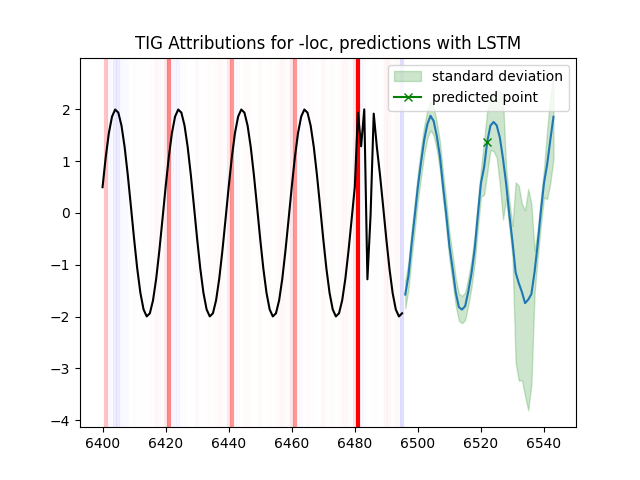 TIG Attributions for -loc, predictions with LSTM
standard deviation
predicted point
2
1
0
−1
−2
−3
−4
6400 6420 6440 6460 6480 6500 6520 6540